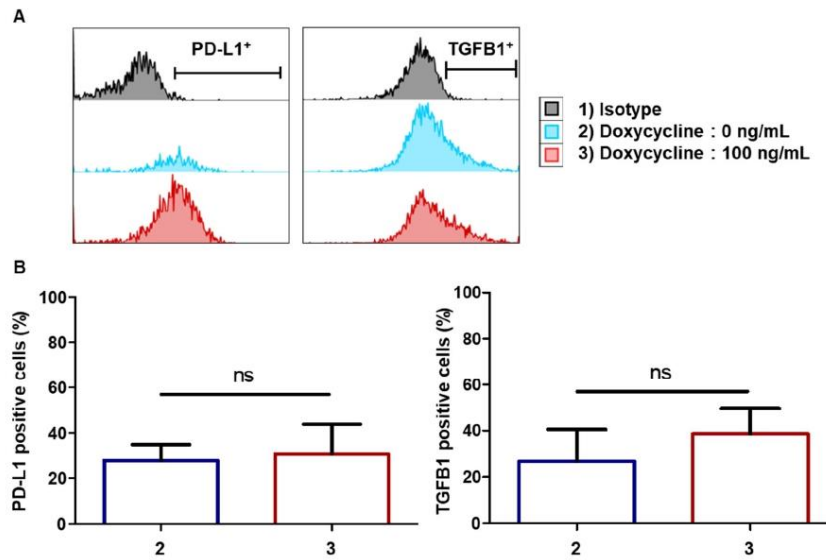 A
PD-L1⁺
TGFB1⁺
1) Isotype
2) Doxycycline : 0 ng/mL
3) Doxycycline : 100 ng/mL
B
PD-L1 positive cells (%)
100
80
60
40
20
0
ns
2
3
TGFB1 positive cells (%)
100
80
60
40
20
0
ns
2
3